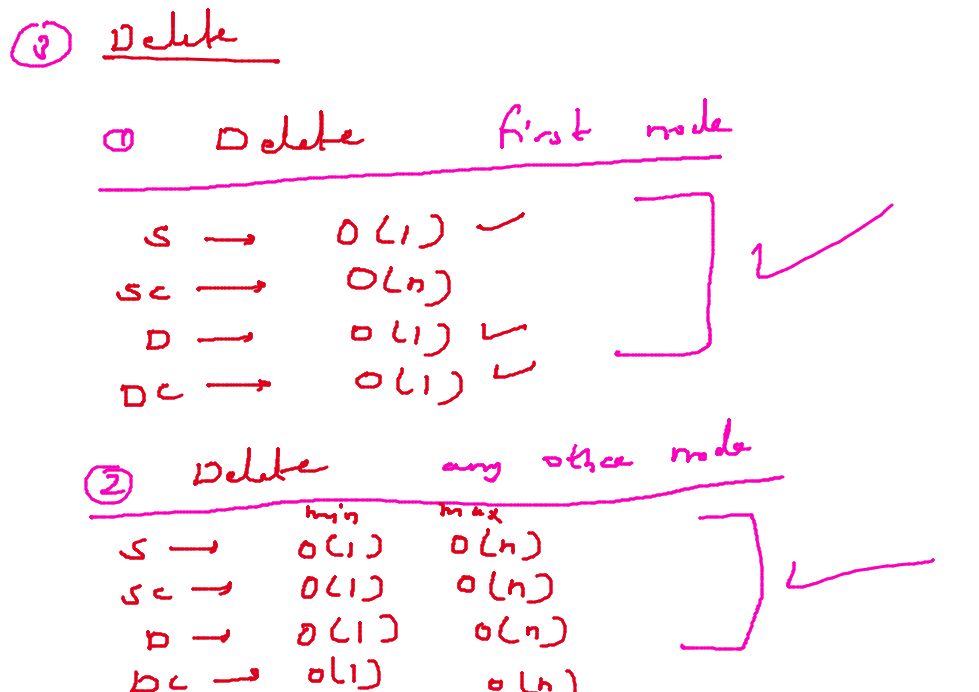 ③ Delete
① Delete first node
S → O(1) ✓
SC → O(n)
D → O(1) ✓
DC → O(1) ✓
② Delete any other node
min max
S → O(1) O(n)
SC → O(1) O(n)
D → O(1) O(n)
DC → O(1) O(n)